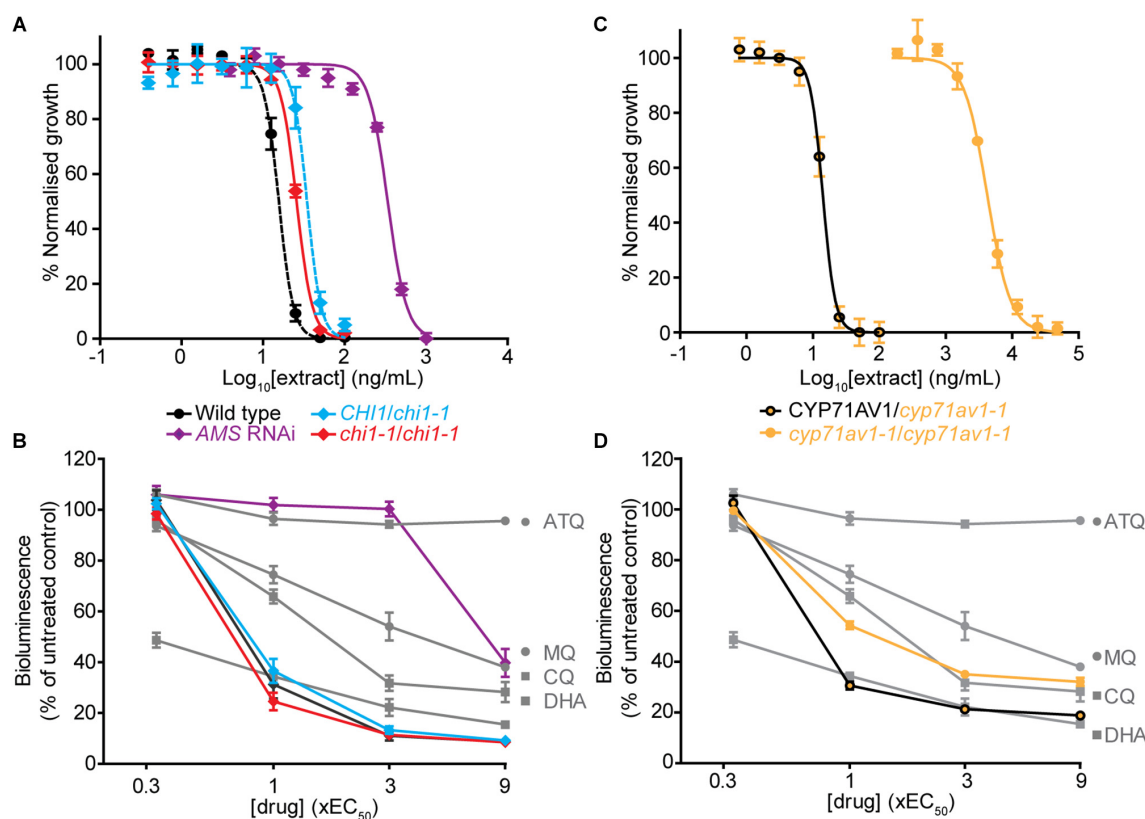 A
100
80
60
40
20
0
% Normalised growth
-1 0 1 2 3 4
Log10[extract] (ng/mL)
Wild type
CHI1/chi1-1
AMS RNAi
chi1-1/chi1-1
B
120
100
80
60
40
20
0
Bioluminescence
(% of untreated control)
0.3 1 3 9
[drug] (xEC50)
ATQ
MQ
CQ
DHA
C
100
80
60
40
20
0
% Normalised growth
-1 0 1 2 3 4 5
Log10[extract] (ng/mL)
CYP71AV1/cyp71av1-1
cyp71av1-1/cyp71av1-1
D
120
100
80
60
40
20
0
Bioluminescence
(% of untreated control)
0.3 1 3 9
[drug] (xEC50)
ATQ
MQ
CQ
DHA